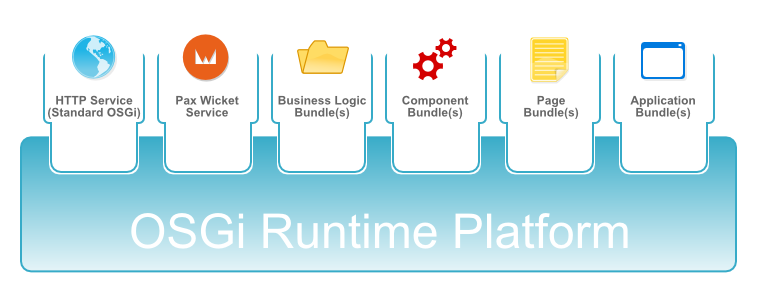 HTTP Service
(Standard OSGi)
Pax Wicket
Service
Business Logic
Bundle(s)
Component
Bundle(s)
Page
Bundle(s)
Application
Bundle(s)
OSGi Runtime Platform